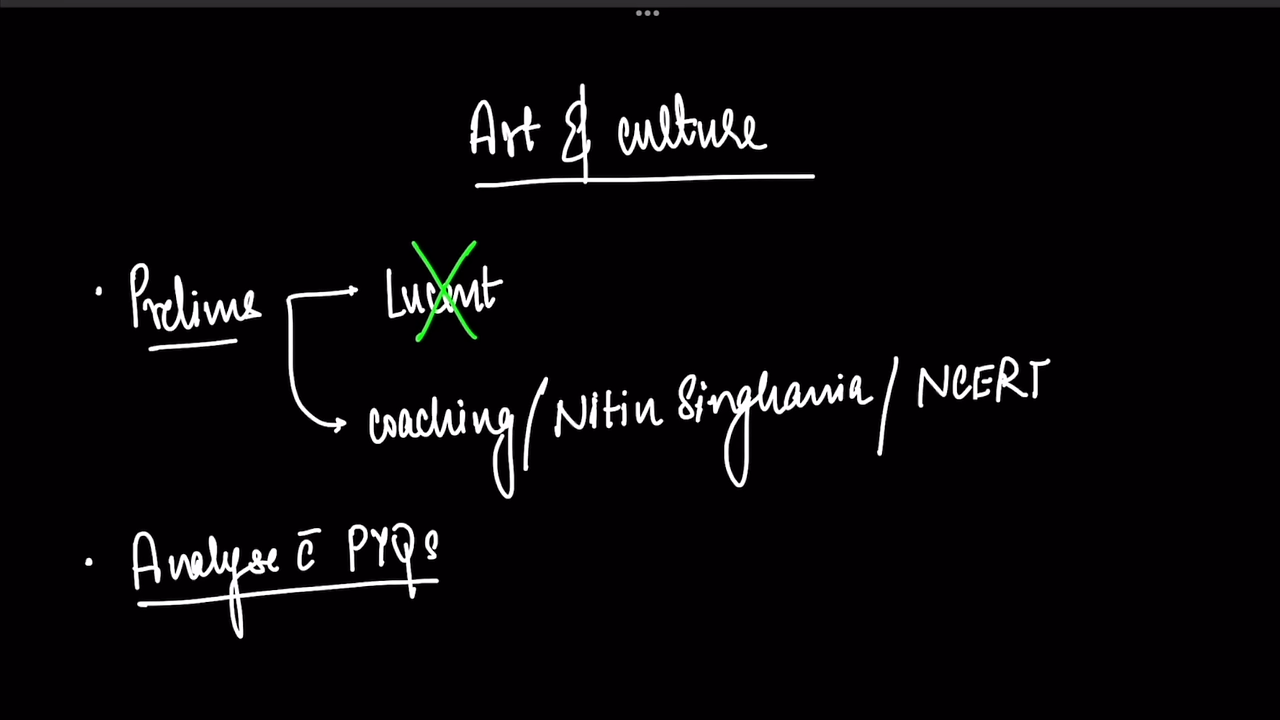 Art & culture
· Prelims → Lucent
→ coaching / Nitin Singhania / NCERT
· Analyse c̄ PYQs